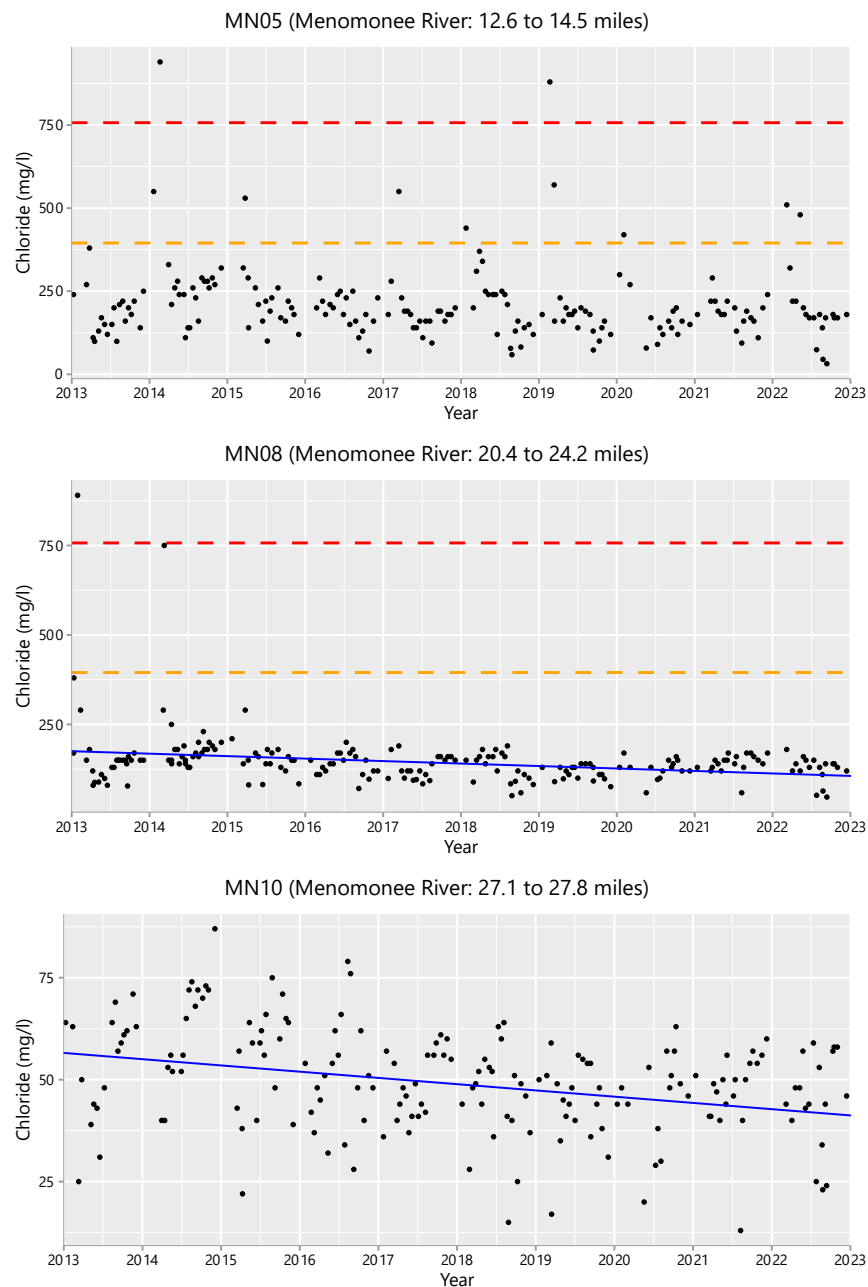 MN05 (Menomonee River: 12.6 to 14.5 miles)
750
500
250
0
Chloride (mg/l)
2013 2014 2015 2016 2017 2018 2019 2020 2021 2022 2023
Year
MN08 (Menomonee River: 20.4 to 24.2 miles)
750
500
250
Chloride (mg/l)
2013 2014 2015 2016 2017 2018 2019 2020 2021 2022 2023
Year
MN10 (Menomonee River: 27.1 to 27.8 miles)
75
50
25
Chloride (mg/l)
2013 2014 2015 2016 2017 2018 2019 2020 2021 2022 2023
Year